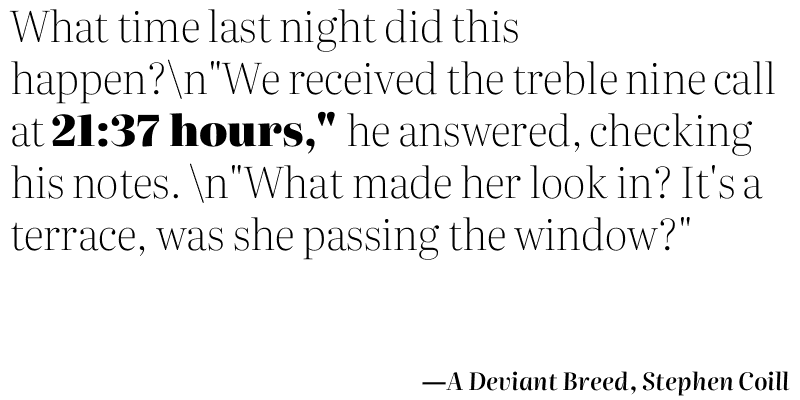 What time last night did this
happen?\n"We received the treble nine call
at 21:37 hours," he answered, checking
his notes. \n"What made her look in? It's a
terrace, was she passing the window?"
—A Deviant Breed, Stephen Coill